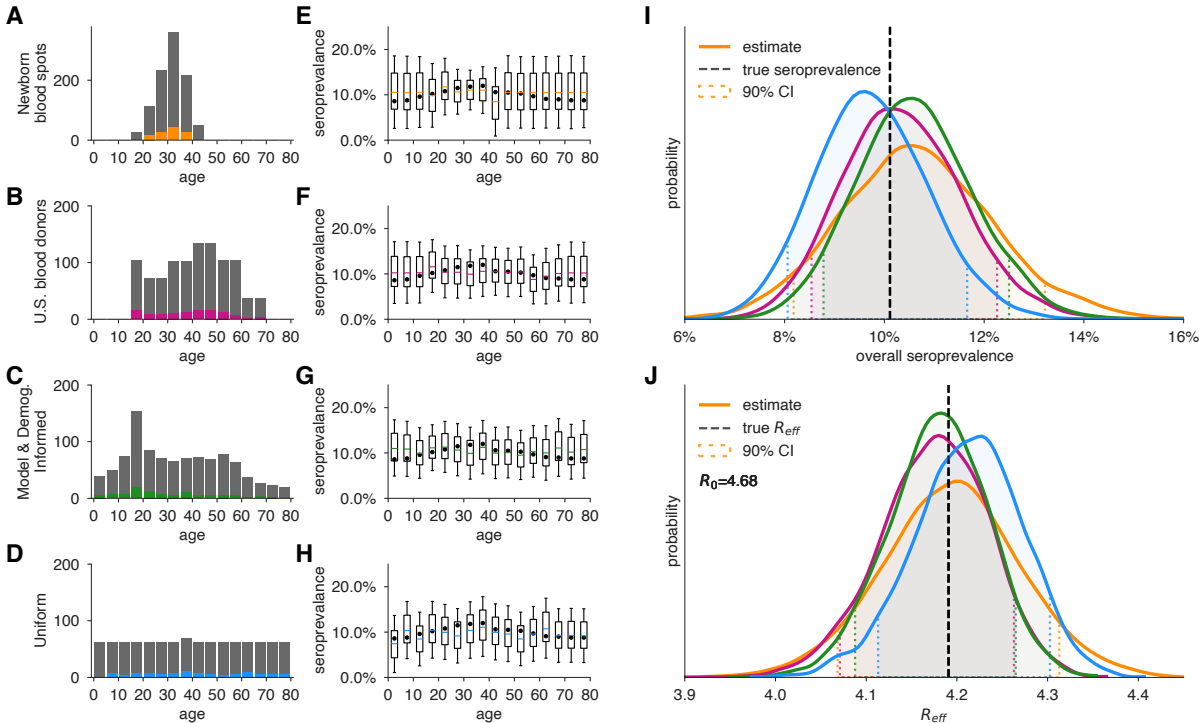 A
Newborn
blood spots
200
0
0 10 20 30 40 50 60 70 80
age
E
seroprevalance
20.0%
10.0%
0.0%
0 10 20 30 40 50 60 70 80
age
B
U.S. blood donors
200
100
0
0 10 20 30 40 50 60 70 80
age
F
seroprevalance
20.0%
10.0%
0.0%
0 10 20 30 40 50 60 70 80
age
C
Model & Demog.
Informed
200
100
0
0 10 20 30 40 50 60 70 80
age
G
seroprevalance
20.0%
10.0%
0.0%
0 10 20 30 40 50 60 70 80
age
D
Uniform
200
100
0
0 10 20 30 40 50 60 70 80
age
H
seroprevalance
20.0%
10.0%
0.0%
0 10 20 30 40 50 60 70 80
age
I
estimate
true seroprevalence
90% CI
probability
6% 8% 10% 12% 14% 16%
overall seroprevalence
J
estimate
true R_eff
90% CI
R_0=4.68
probability
3.9 4.0 4.1 4.2 4.3 4.4
R_eff